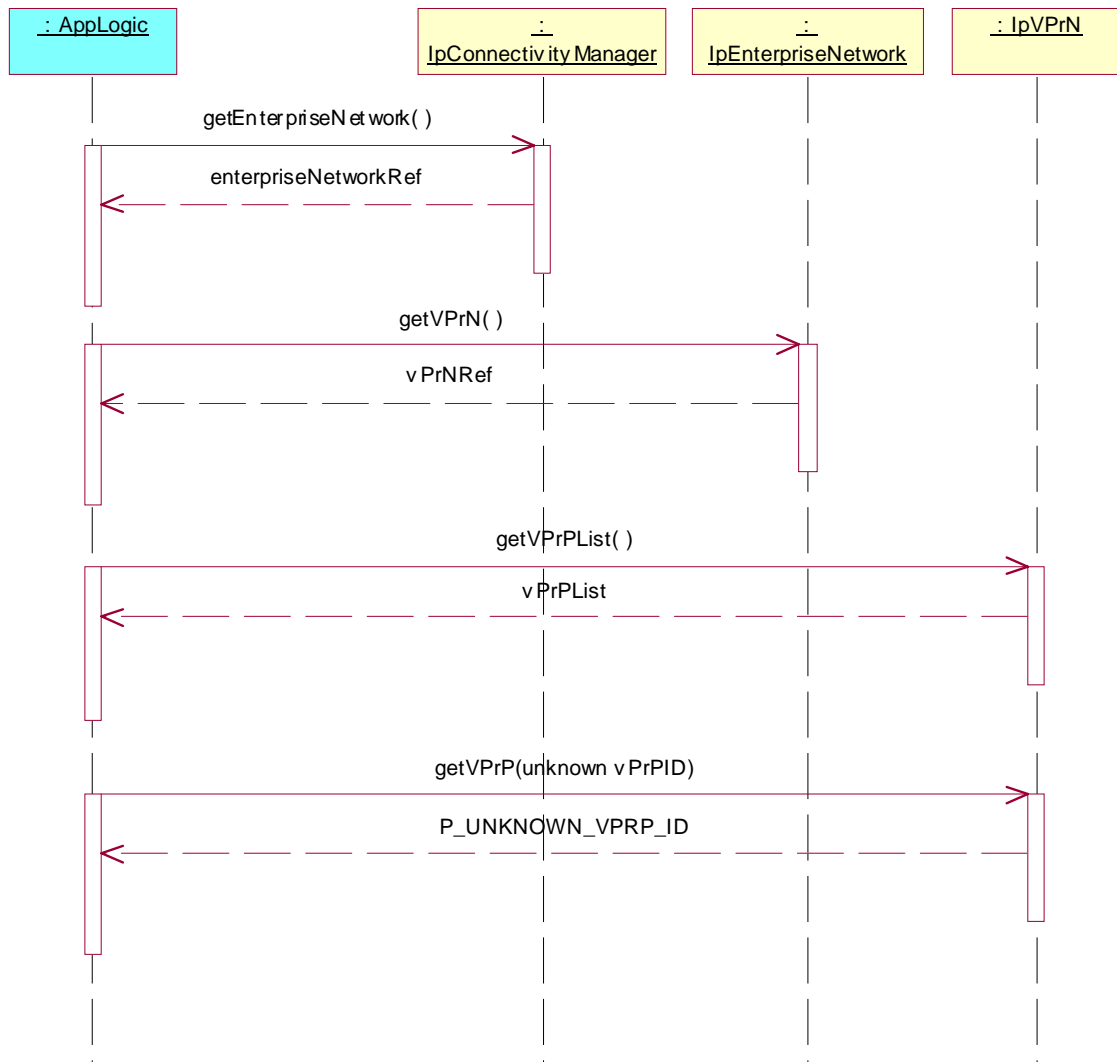 : AppLogic
:
IpConnectivityManager
:
IpEnterpriseNetwork
: IpVPrN
getEnterpriseNetwork( )
enterpriseNetworkRef
getVPrN( )
vPrNRef
getVPrPList( )
vPrPList
getVPrP(unknown vPrPID)
P_UNKNOWN_VPRP_ID